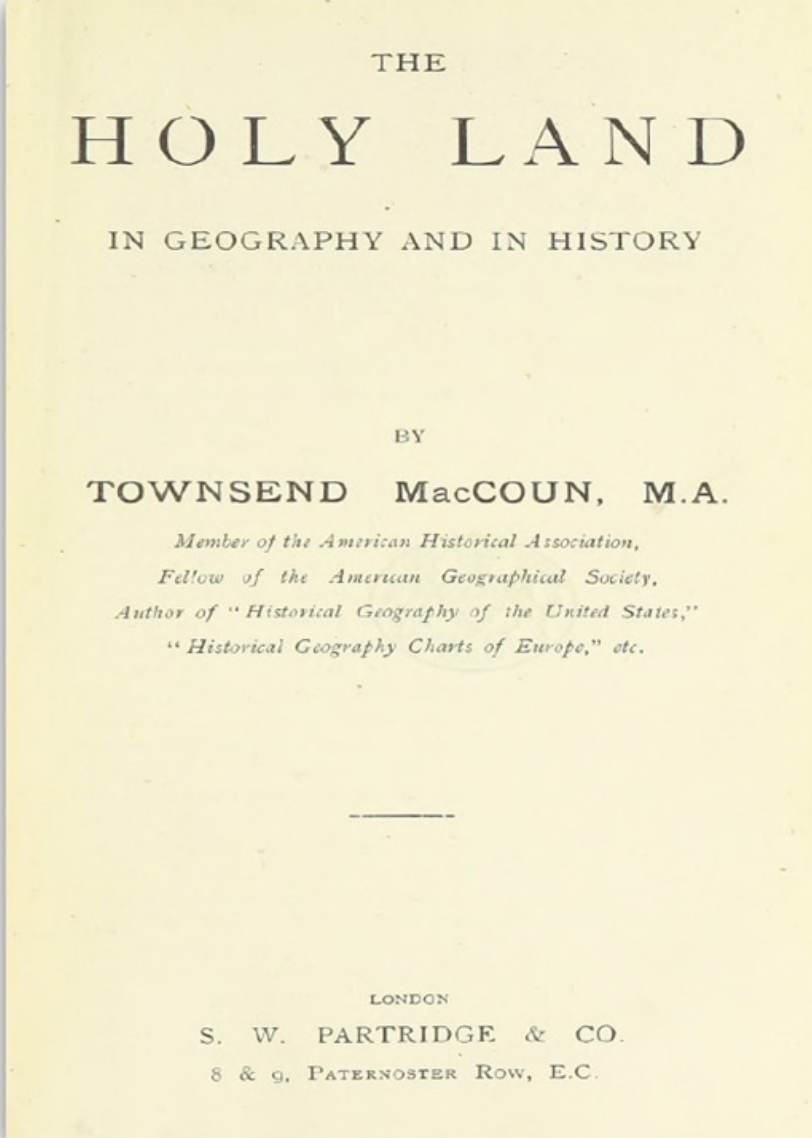 THE
HOLY LAND
IN GEOGRAPHY AND IN HISTORY
BY
TOWNSEND MacCOUN, M.A.
Member of the American Historical Association,
Fellow of the American Geographical Society,
Author of "Historical Geography of the United States,"
"Historical Geography Charts of Europe," etc.
LONDON
S. W. PARTRIDGE & CO.
8 & 9, PATERNOSTER ROW, E.C.